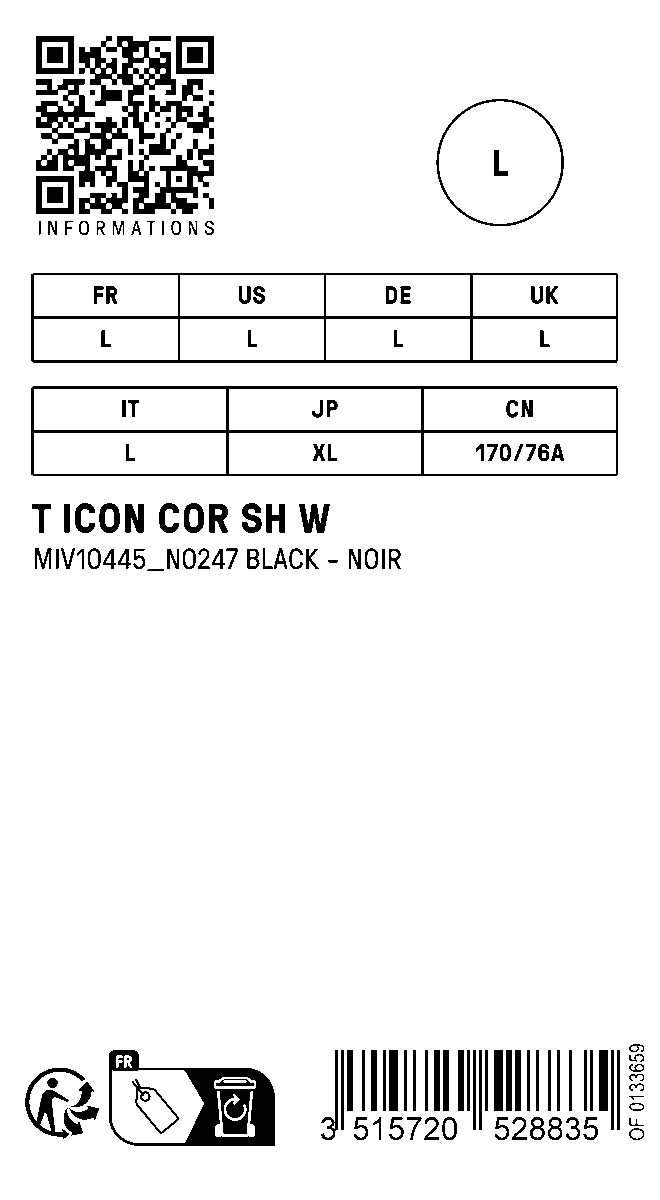 INFORMATIONS
L
FR US DE UK
L L L L
IT JP CN
L XL 170/76A
T ICON COR SH W
MIV10445_N0247 BLACK - NOIR
FR
3 515720 528835
OF 0133659